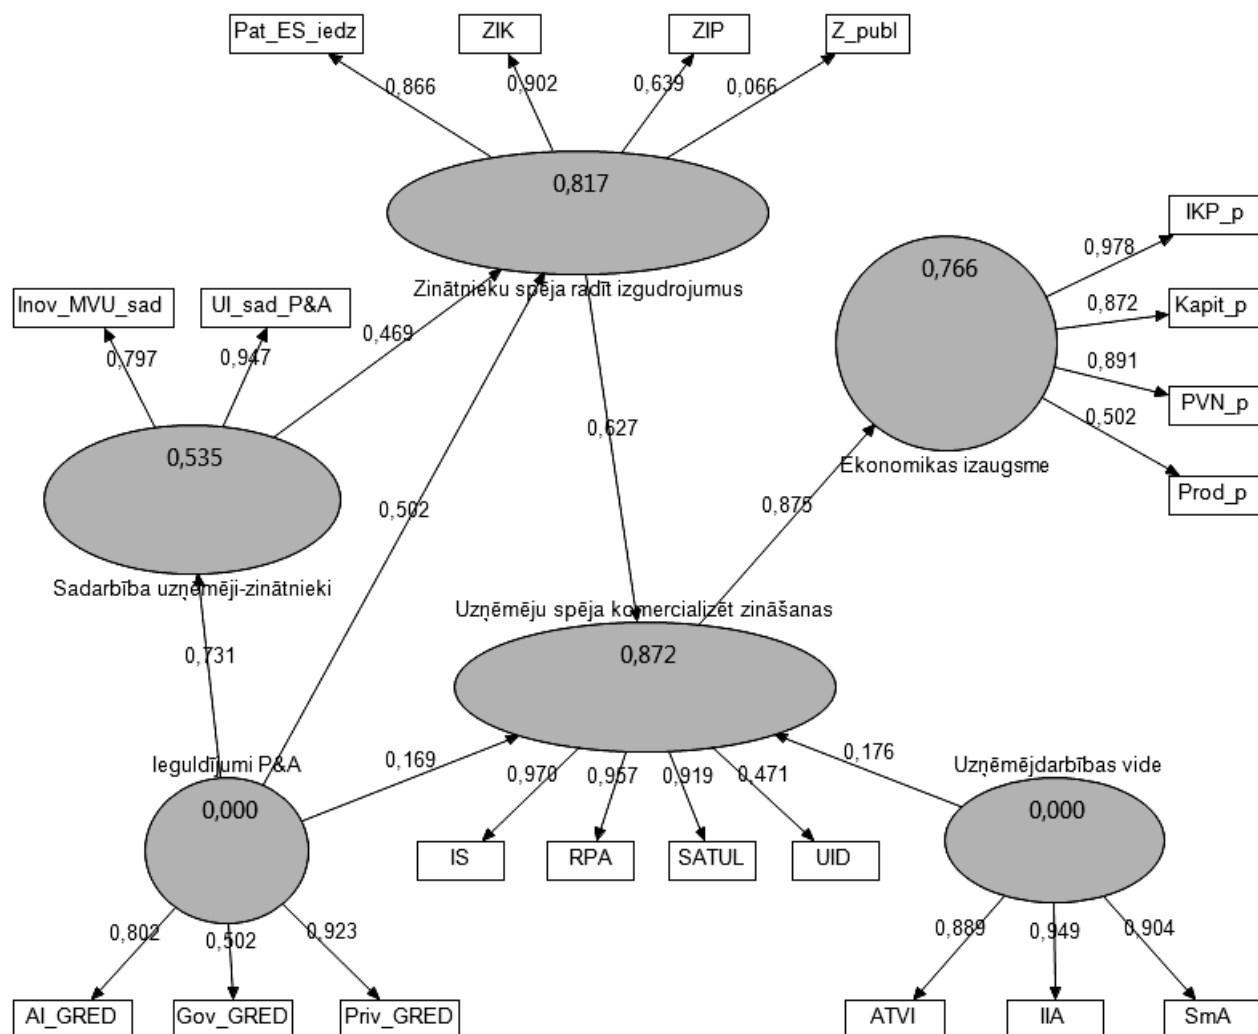 Pat_ES_iedz
ZIK
ZIP
Z_publ
0,866
0,902
0,639
0,066
0,817
Zinātnieku spēja radīt izgudrojumus
IKP_p
Kapit_p
PVN_p
Prod_p
0,978
0,872
0,891
0,502
0,766
Ekonomikas izaugsme
Inov_MVU_sad
UI_sad_P&A
0,797
0,947
0,469
0,535
Sadarbība uzņēmēji-zinātnieki
0,502
0,627
0,875
0,731
Uzņēmēju spēja komercializēt zināšanas
0,872
Ieguldījumi P&A
0,000
0,169
0,176
Uzņēmējdarbības vide
0,000
0,970
0,957
0,919
0,471
IS
RPA
SATUL
UID
0,802
0,502
0,923
AI_GRED
Gov_GRED
Priv_GRED
0,889
0,949
0,904
ATVI
IIA
SmA